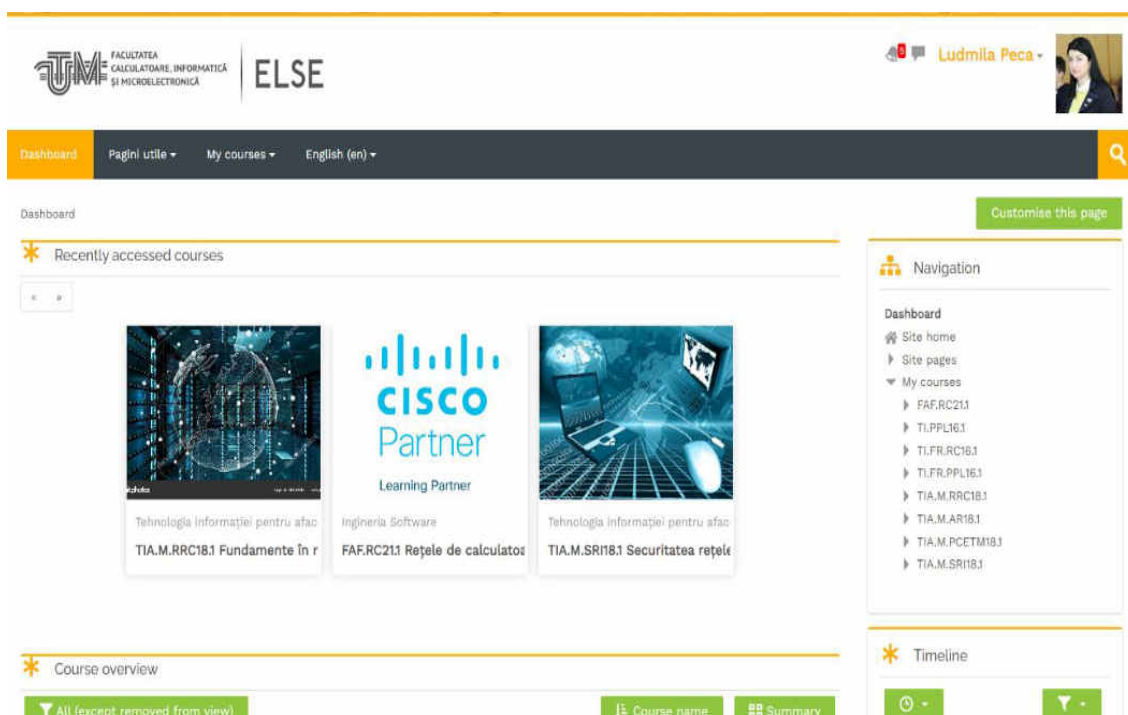 UTM
FACULTATEA
CALCULATOARE, INFORMATICĂ
ȘI MICROELECTRONICĂ
ELSE
5
Ludmila Peca
Dashboard
Pagini utile
My courses
English (en)
Dashboard
Customise this page
Recently accessed courses
« »
CISCO
Partner
Learning Partner
Tehnologia informației pentru afac
TIA.M.RRC18.1 Fundamente în r
Ingineria Software
FAF.RC21.1 Rețele de calculatoa
Tehnologia informației pentru afac
TIA.M.SRI18.1 Securitatea rețele
Navigation
Dashboard
Site home
Site pages
My courses
FAF.RC21.1
TI.PPL16.1
TI.FR.RC16.1
TI.FR.PPL16.1
TIA.M.RRC18.1
TIA.M.AR18.1
TIA.M.PCETM18.1
TIA.M.SRI18.1
Course overview
All (except removed from view)
Course name
Summary
Timeline